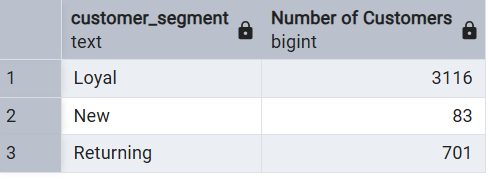 customer_segment Number of Customers
text bigint
1 Loyal 3116
2 New 83
3 Returning 701